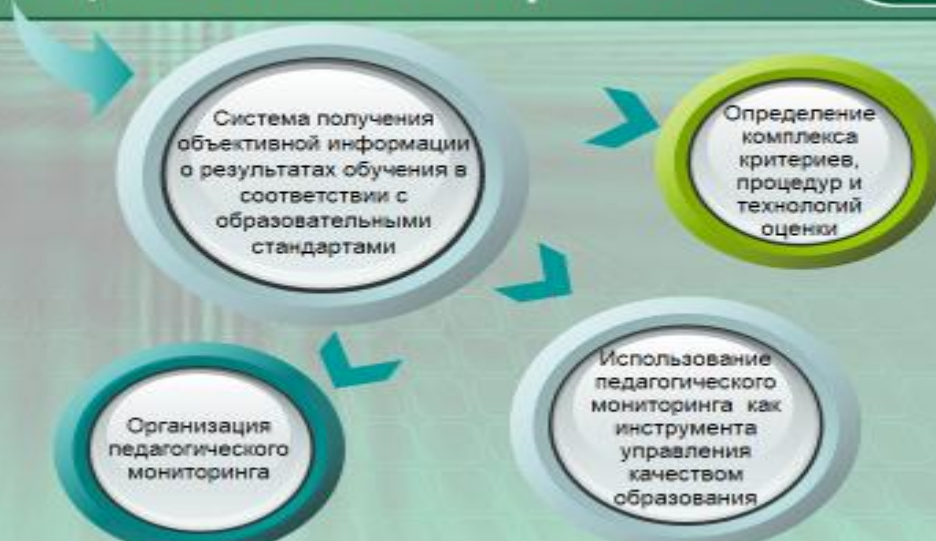 Система получения
объективной информации
о результатах обучения в
соответствии с
образовательными
стандартами
Определение
комплекса
критериев,
процедур и
технологий
оценки
Использование
педагогического
мониторинга как
инструмента
управления
качеством
образования
Организация
педагогического
мониторинга